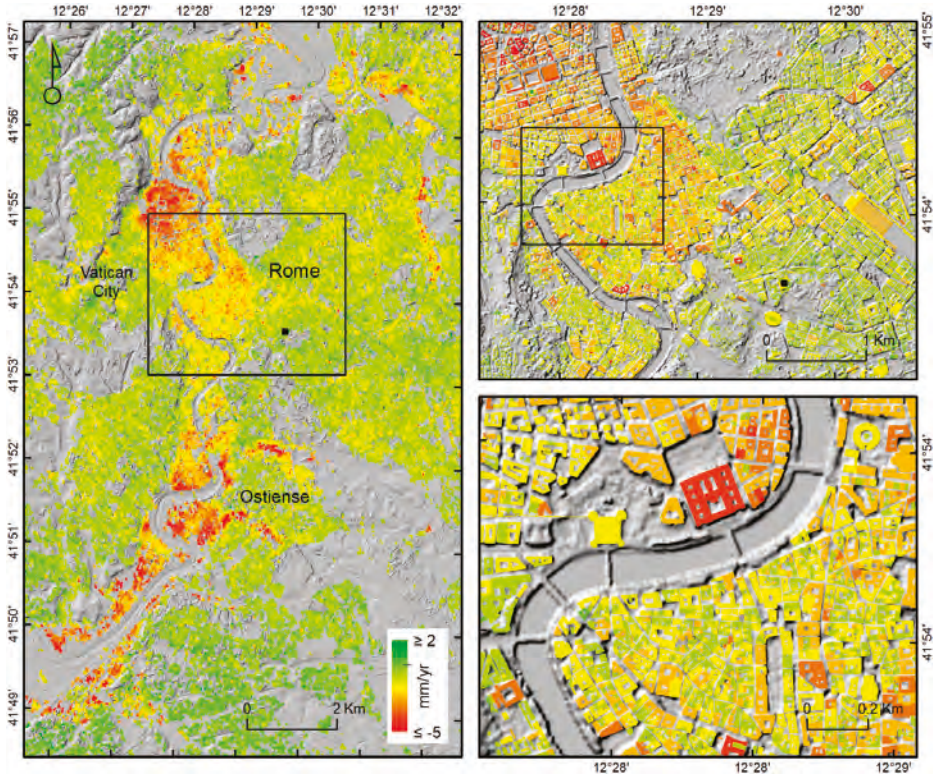 12°26' 12°27' 12°28' 12°29' 12°30' 12°31' 12°32'
41°57'
41°56'
41°55'
41°54'
41°53'
41°52'
41°51'
41°50'
41°49'
Vatican
City
Rome
Ostiense
≥ 2
mm/yr
≤ -5
0 2 Km
12°28' 12°29' 12°30'
41°55'
41°54'
0 1 Km
41°54'
41°54'
0 0.2 Km
12°28' 12°28' 12°29'